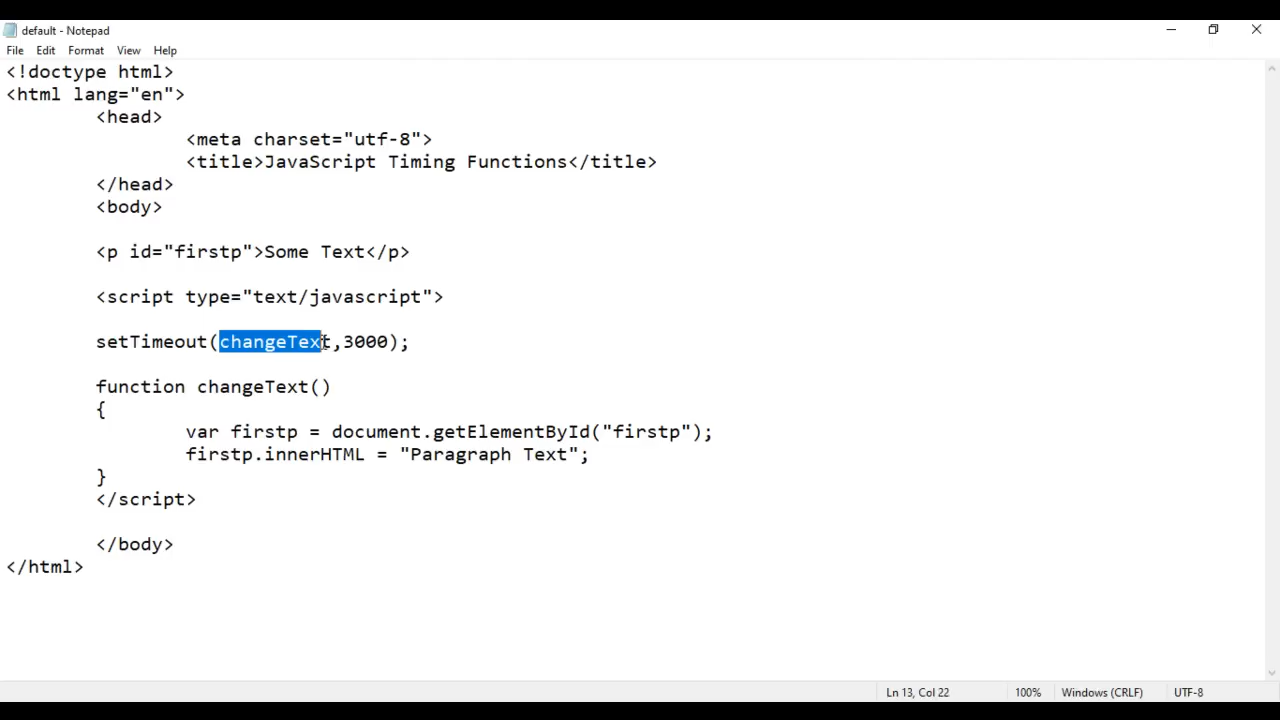 default - Notepad
File Edit Format View Help
<!doctype html>
<html lang="en">
<head>
<meta charset="utf-8">
<title>JavaScript Timing Functions</title>
</head>
<body>
<p id="firstp">Some Text</p>
<script type="text/javascript">
setTimeout(changeText,3000);
function changeText()
{
var firstp = document.getElementById("firstp");
firstp.innerHTML = "Paragraph Text";
}
</script>
</body>
</html>
Ln 13, Col 22 100% Windows (CRLF) UTF-8